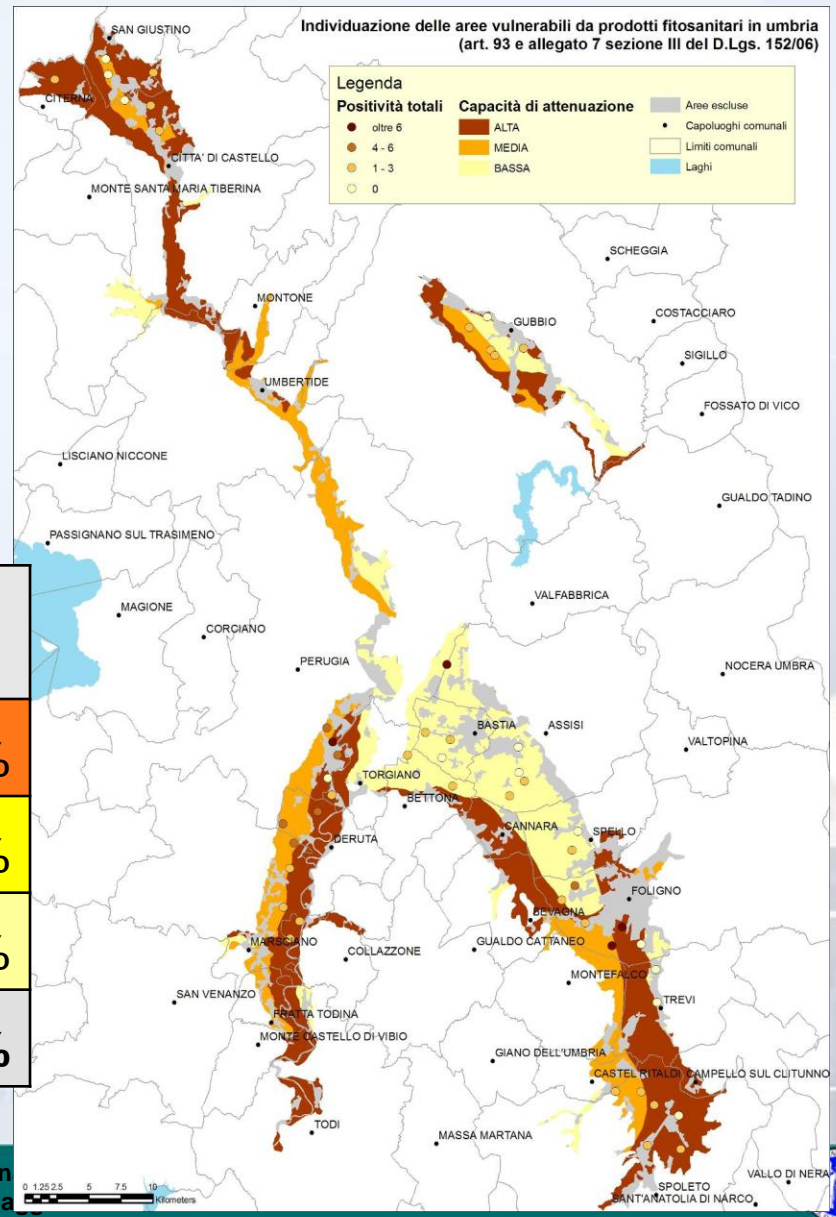 Individuazione delle aree vulnerabili da prodotti fitosanitari in umbria
(art. 93 e allegato 7 sezione III del D.Lgs. 152/06)
Legenda
Positività totali
oltre 6
4 - 6
1 - 3
0
Capacità di attenuazione
ALTA
MEDIA
BASSA
Aree escluse
Capoluoghi comunali
Limiti comunali
Laghi
SAN GIUSTINO
CITERNA
CITTA' DI CASTELLO
MONTE SANTA MARIA TIBERINA
SCHEGGIA
MONTONE
COSTACCIARO
GUBBIO
SIGILLO
UMBERTIDE
FOSSATO DI VICO
LISCIANO NICCONE
GUALDO TADINO
PASSIGNANO SUL TRASIMENO
VALFABBRICA
MAGIONE
CORCIANO
PERUGIA
NOCERA UMBRA
BASTIA
ASSISI
VALTOPINA
TORGIANO
BETTONA
CANNARA
SPELLO
DERUTA
FOLIGNO
BEVAGNA
MARSCIANO
COLLAZZONE
GUALDO CATTANEO
MONTEFALCO
SAN VENANZO
TREVI
FRATTA TODINA
MONTE CASTELLO DI VIBIO
GIANO DELL'UMBRIA
CASTEL RITALDI
CAMPELLO SUL CLITUNNO
TODI
MASSA MARTANA
VALLO DI NERA
SPOLETO
SANT'ANATOLIA DI NARCO
0 1.25 2.5 5 7.5 10
Kilometers